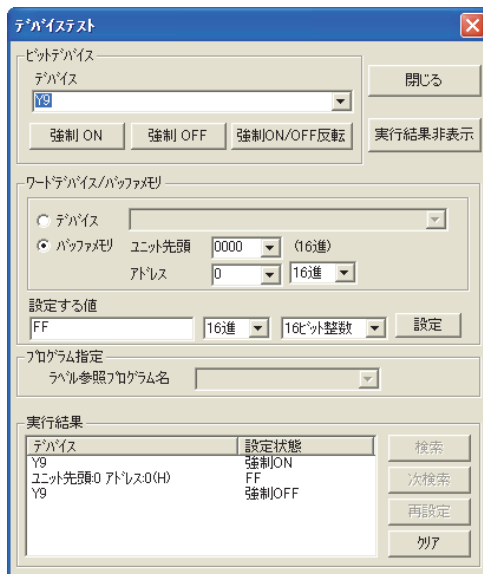 ﾃﾞﾊﾞｲｽﾃｽﾄ
ﾋﾞｯﾄﾃﾞﾊﾞｲｽ
ﾃﾞﾊﾞｲｽ
Y9
閉じる
強制 ON 強制 OFF 強制ON/OFF反転 実行結果非表示
ﾜｰﾄﾞﾃﾞﾊﾞｲｽ/ﾊﾞｯﾌｧﾒﾓﾘ
ﾃﾞﾊﾞｲｽ
ﾊﾞｯﾌｧﾒﾓﾘ ﾕﾆｯﾄ先頭 0000 (16進)
ｱﾄﾞﾚｽ 0 16進
設定する値
FF 16進 16ﾋﾞｯﾄ整数 設定
ﾌﾟﾛｸﾞﾗﾑ指定
ﾗﾍﾞﾙ参照ﾌﾟﾛｸﾞﾗﾑ名
実行結果
ﾃﾞﾊﾞｲｽ 設定状態
Y9 強制ON
ﾕﾆｯﾄ先頭:0 ｱﾄﾞﾚｽ:0(H) FF
Y9 強制OFF
検索
次検索
再設定
ｸﾘｱ